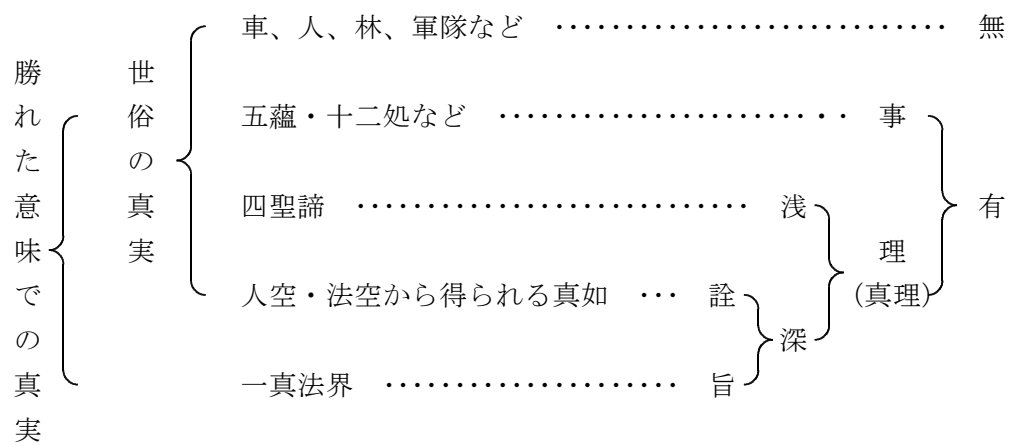 勝れた意味での真実
世俗の真実
車、人、林、軍隊など ………………………… 無
五蘊・十二処など …………………… 事
有
四聖諦 ………………………… 浅
理
(真理)
人空・法空から得られる真如 … 詮
深
一真法界 ………………… 旨